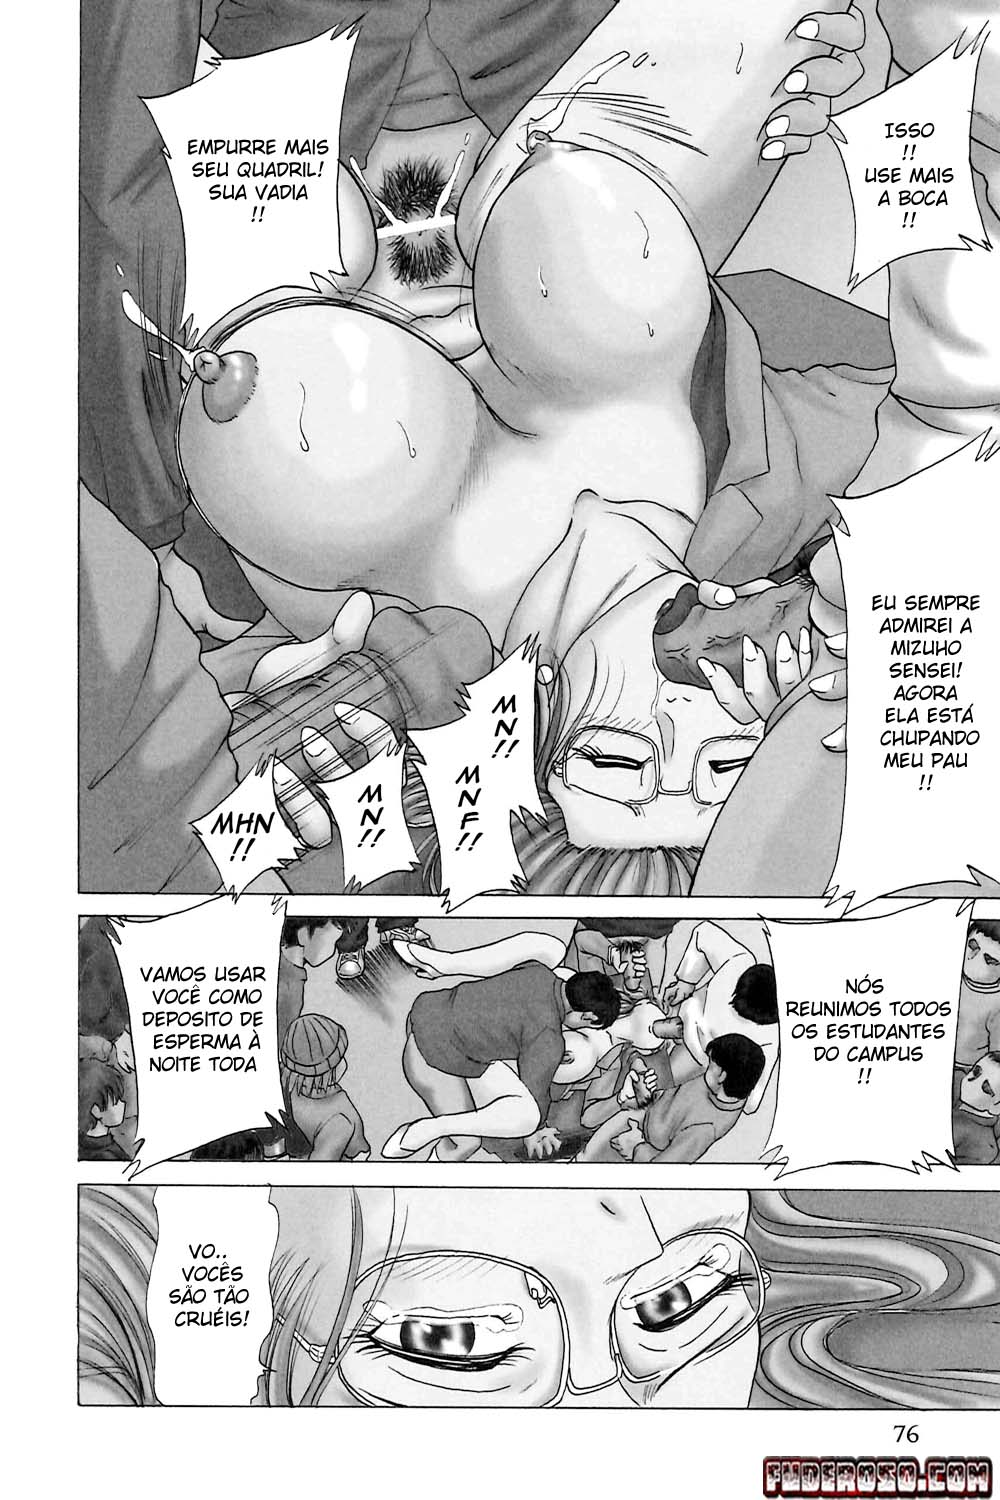 ISSO
!!
USE MAIS
A BOCA
!!
EMPURRE MAIS
SEU QUADRIL!
SUA VADIA
!!
EU SEMPRE
ADMIREI A
MIZUHO
SENSEI!
AGORA
ELA ESTÁ
CHUPANDO
MEU PAU
!!
MN!!
MNF!!
MN!!
MHN
!!
NÓS
REUNIMOS TODOS
OS ESTUDANTES
DO CAMPUS
!!
VAMOS USAR
VOCÊ COMO
DEPOSITO DE
ESPERMA À
NOITE TODA
VO..
VOCÊS
SÃO TÃO
CRUÉIS!
76
FUDEROSO.COM